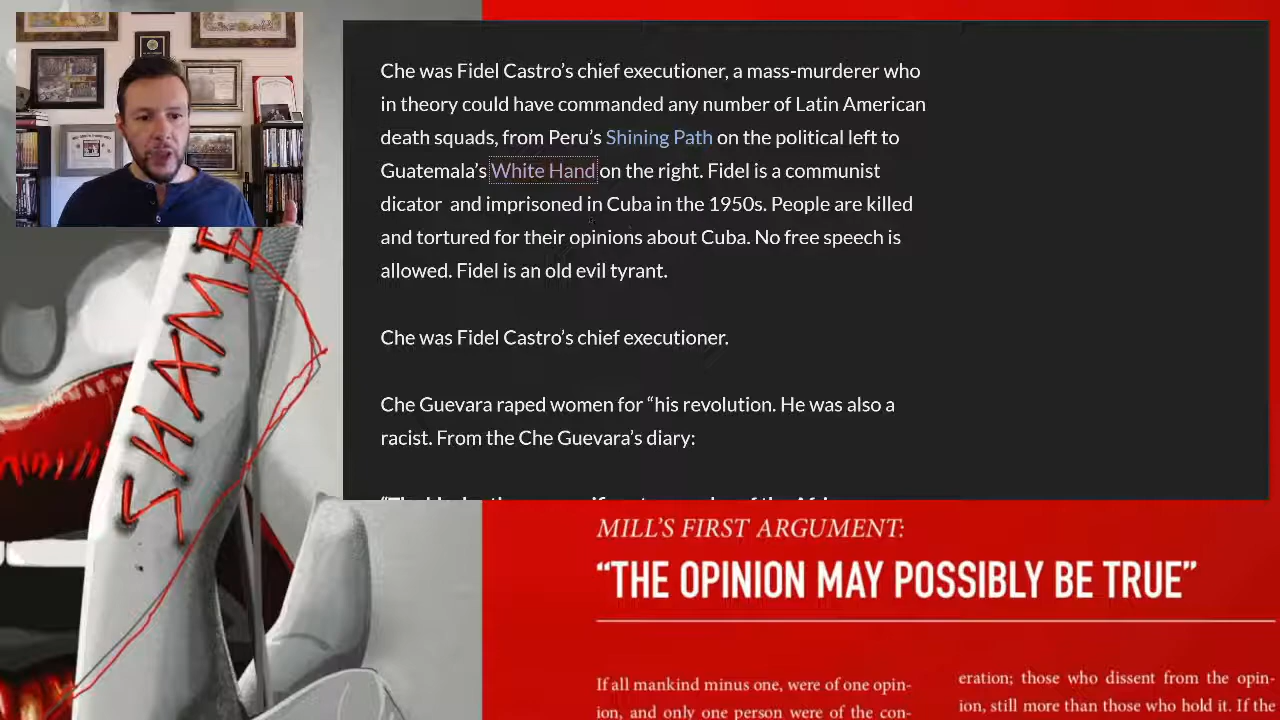 Che was Fidel Castro’s chief executioner, a mass-murderer who
in theory could have commanded any number of Latin American
death squads, from Peru’s Shining Path on the political left to
Guatemala’s White Hand on the right. Fidel is a communist
dicator and imprisoned in Cuba in the 1950s. People are killed
and tortured for their opinions about Cuba. No free speech is
allowed. Fidel is an old evil tyrant.
Che was Fidel Castro’s chief executioner.
Che Guevara raped women for “his revolution. He was also a
racist. From the Che Guevara’s diary:
SHAME
MILL’S FIRST ARGUMENT:
“THE OPINION MAY POSSIBLY BE TRUE”
If all mankind minus one, were of one opin-
ion, and only one person were of the con-
eration; those who dissent from the opin-
ion, still more than those who hold it. If the